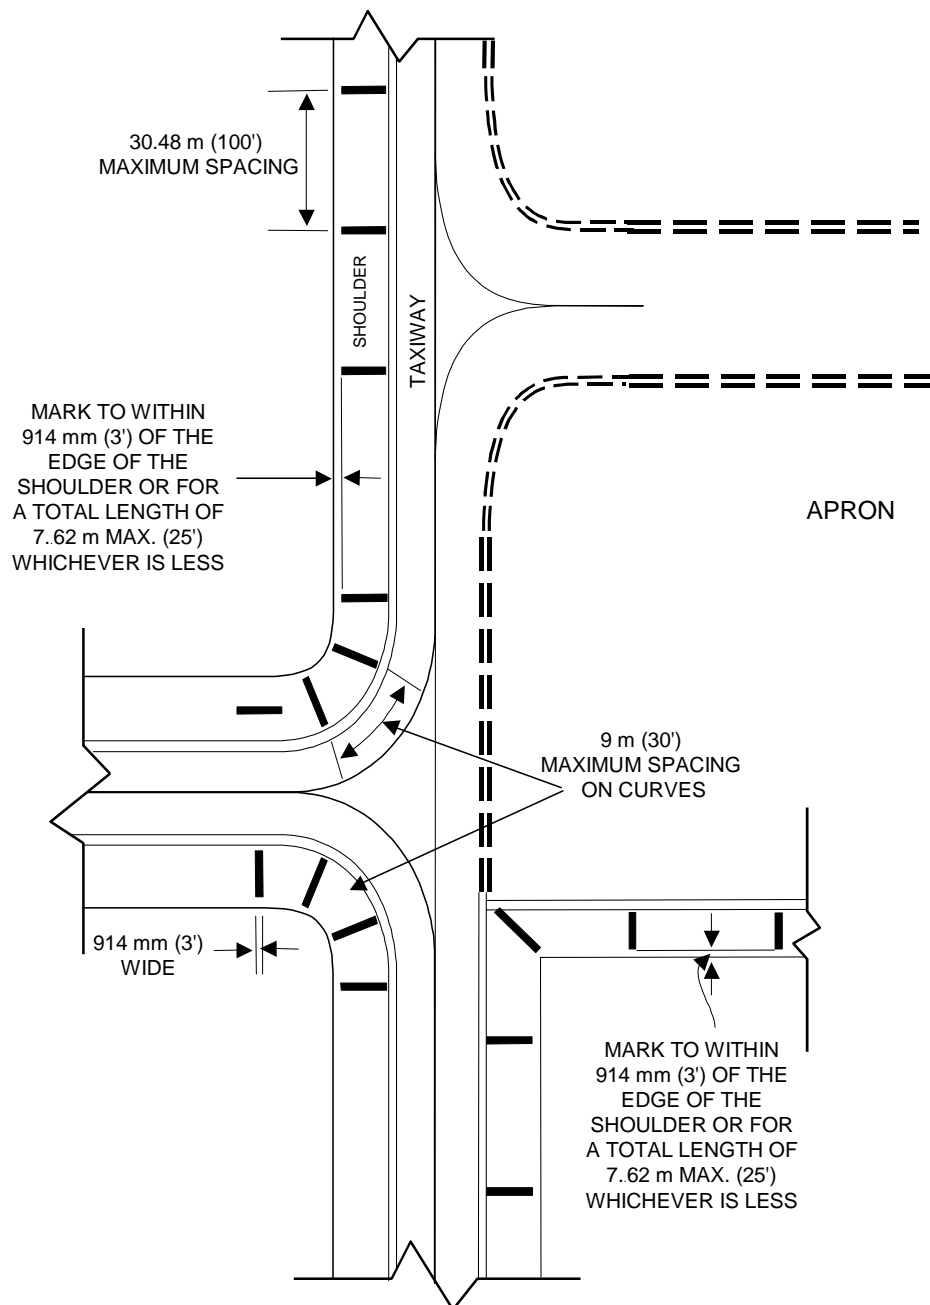 30.48 m (100')
MAXIMUM SPACING
SHOULDER
TAXIWAY
MARK TO WITHIN
914 mm (3') OF THE
EDGE OF THE
SHOULDER OR FOR
A TOTAL LENGTH OF
7..62 m MAX. (25')
WHICHEVER IS LESS
APRON
9 m (30')
MAXIMUM SPACING
ON CURVES
914 mm (3')
WIDE
MARK TO WITHIN
914 mm (3') OF THE
EDGE OF THE
SHOULDER OR FOR
A TOTAL LENGTH OF
7..62 m MAX. (25')
WHICHEVER IS LESS